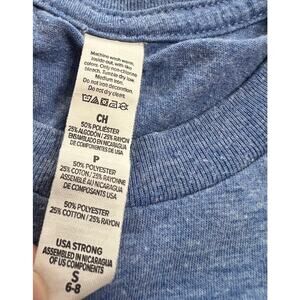 Machine wash warm,
inside out, with like
colors. Only non-chlorine
bleach. Tumble dry low.
Medium iron.
Do not iron decoration.
Do not dry clean.
CH
50% POLIÉSTER
25% ALGODÓN / 25% RAYON
ENSAMBLADO EN NICARAGUA
DE COMPONENTES DE USA
P
50% POLYESTER
25% COTON / 25% RAYONNE
ASSEMBLÉ AU NICARAGUA
DE COMPOSANTS USA
50% POLYESTER
25% COTTON / 25% RAYON
USA STRONG
ASSEMBLED IN NICARAGUA
OF US COMPONENTS
S
6-8